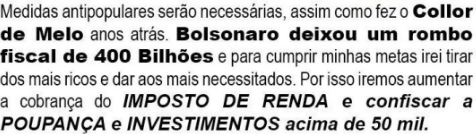 Medidas antipopulares serão necessárias, assim como fez o Collor
de Melo anos atrás. Bolsonaro deixou um rombo
fiscal de 400 Bilhões e para cumprir minhas metas irei tirar
dos mais ricos e dar aos mais necessitados. Por isso iremos aumentar
a cobrança do IMPOSTO DE RENDA e confiscar a
POUPANÇA e INVESTIMENTOS acima de 50 mil.